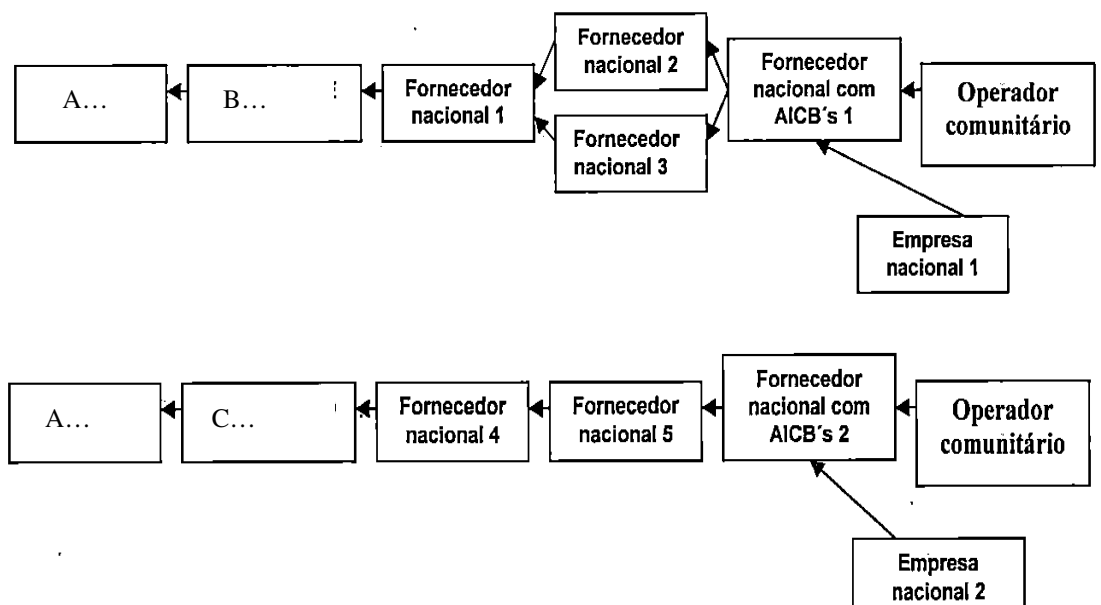 A...
B...
Fornecedor
nacional 1
Fornecedor
nacional 2
Fornecedor
nacional 3
Fornecedor
nacional com
AICB´s 1
Operador
comunitário
Empresa
nacional 1
A...
C...
Fornecedor
nacional 4
Fornecedor
nacional 5
Fornecedor
nacional com
AICB´s 2
Operador
comunitário
Empresa
nacional 2